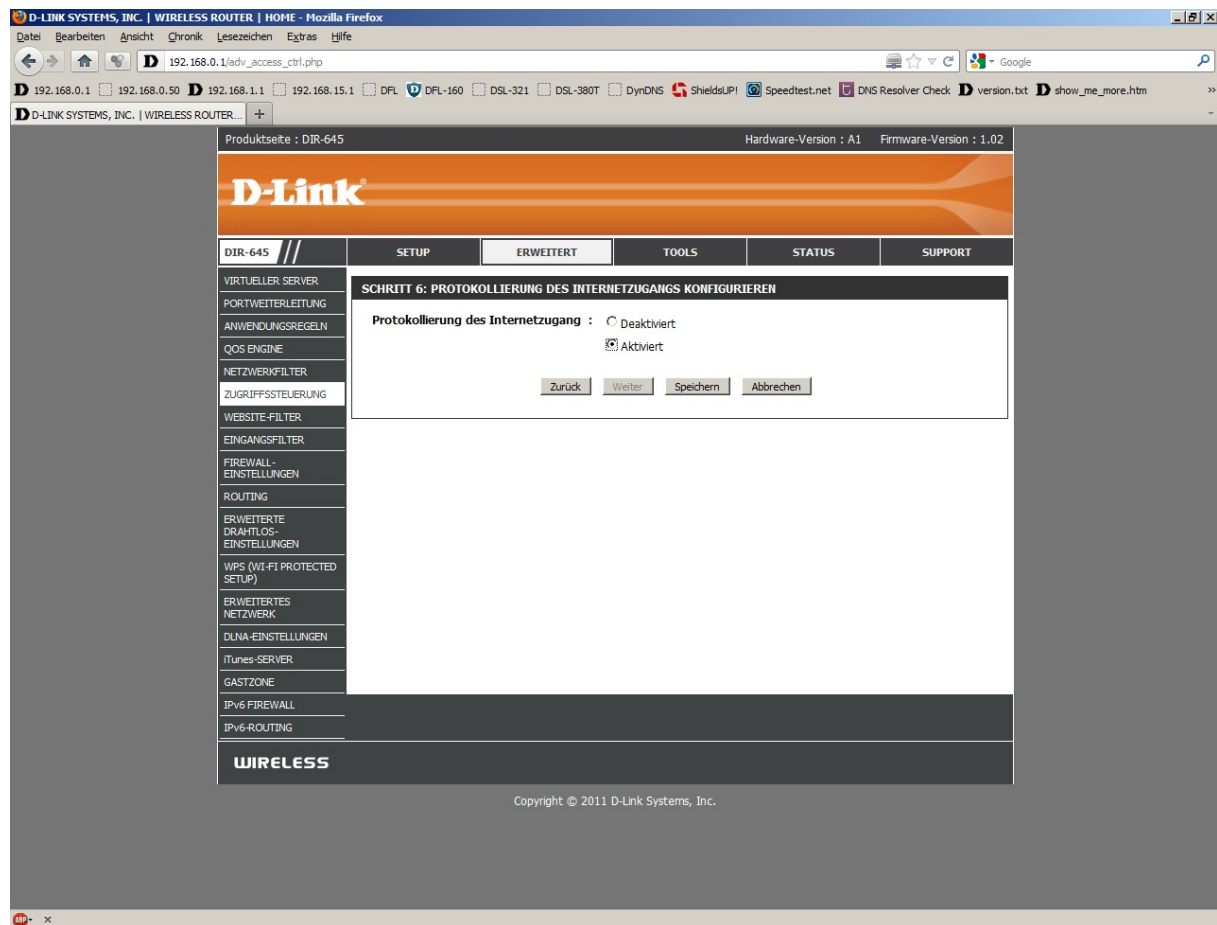 D-LINK SYSTEMS, INC. | WIRELESS ROUTER | HOME - Mozilla Firefox
Datei Bearbeiten Ansicht Chronik Lesezeichen Extras Hilfe
192.168.0.1/adv_access_ctrl.php
Google
192.168.0.1 192.168.0.50 192.168.1.1 192.168.15.1 DFL DFL-160 DSL-321 DSL-380T DynDNS ShieldsUP! Speedtest.net DNS Resolver Check version.txt show_me_more.htm »
D-LINK SYSTEMS, INC. | WIRELESS ROUTER... +
Produktseite : DIR-645 Hardware-Version : A1 Firmware-Version : 1.02
D-Link®
DIR-645 SETUP ERWEITERT TOOLS STATUS SUPPORT
VIRTUELLER SERVER
PORTWEITERLEITUNG
ANWENDUNGSREGELN
QOS ENGINE
NETZWERKFILTER
ZUGRIFFSSTEUERUNG
WEBSITE-FILTER
EINGANGSFILTER
FIREWALL-
EINSTELLUNGEN
ROUTING
ERWEITERTE
DRAHTLOS-
EINSTELLUNGEN
WPS (WI-FI PROTECTED
SETUP)
ERWEITERTES
NETZWERK
DLNA-EINSTELLUNGEN
iTunes-SERVER
GASTZONE
IPv6 FIREWALL
IPv6-ROUTING
SCHRITT 6: PROTOKOLLIERUNG DES INTERNETZUGANGS KONFIGURIEREN
Protokollierung des Internetzugang : Deaktiviert
Aktiviert
Zurück Weiter Speichern Abbrechen
WIRELESS
Copyright © 2011 D-Link Systems, Inc.
ABP